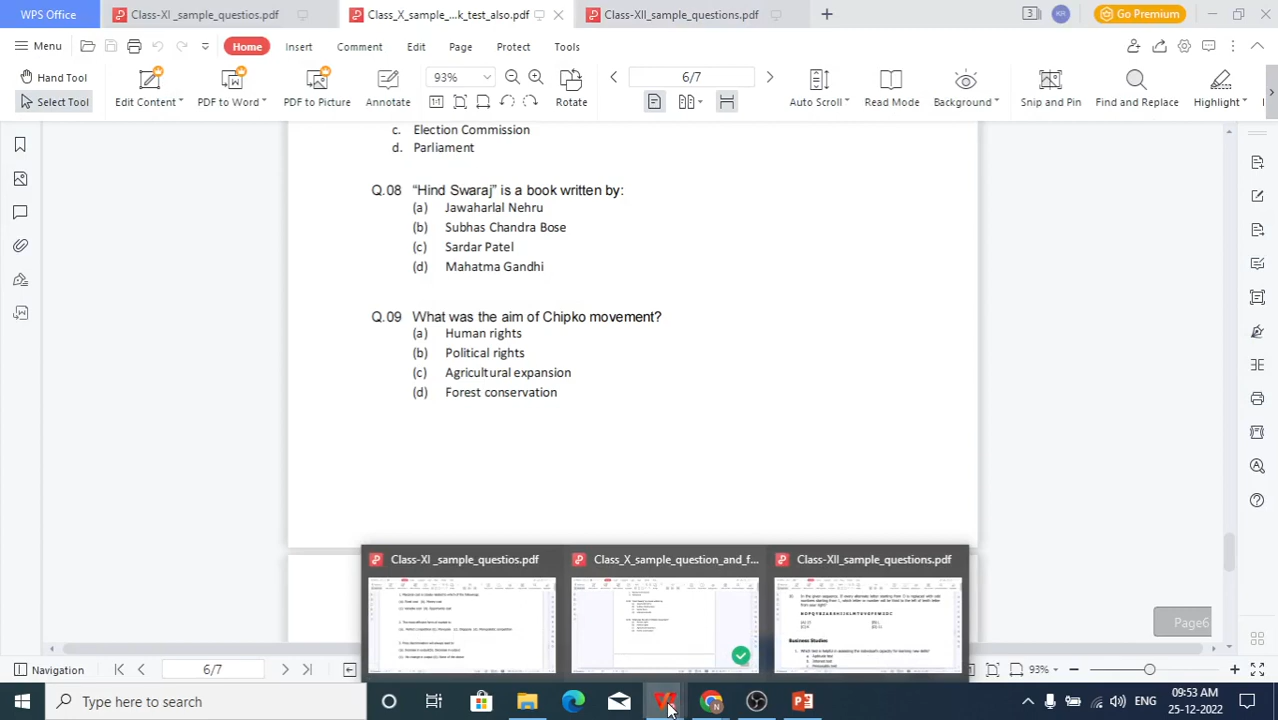 WPS Office
Class-XI _sample_questios.pdf
Class_X_sample_...k_test_also.pdf
Class-XII_sample_questions.pdf
KR
Go Premium
Menu
Home
Insert
Comment
Edit
Page
Protect
Tools
Hand Tool
Select Tool
Edit Content
PDF to Word
PDF to Picture
Annotate
93%
Rotate
6/7
Auto Scroll
Read Mode
Background
Snip and Pin
Find and Replace
Highlight
c. Election Commission
d. Parliament
Q.08 “Hind Swaraj” is a book written by:
(a) Jawaharlal Nehru
(b) Subhas Chandra Bose
(c) Sardar Patel
(d) Mahatma Gandhi
Q.09 What was the aim of Chipko movement?
(a) Human rights
(b) Political rights
(c) Agricultural expansion
(d) Forest conservation
Class-XI _sample_questios.pdf
Class_X_sample_question_and_f...
Class-XII_sample_questions.pdf
Business Studies:
Page6
93%
Type here to search
ENG
09:53 AM
25-12-2022